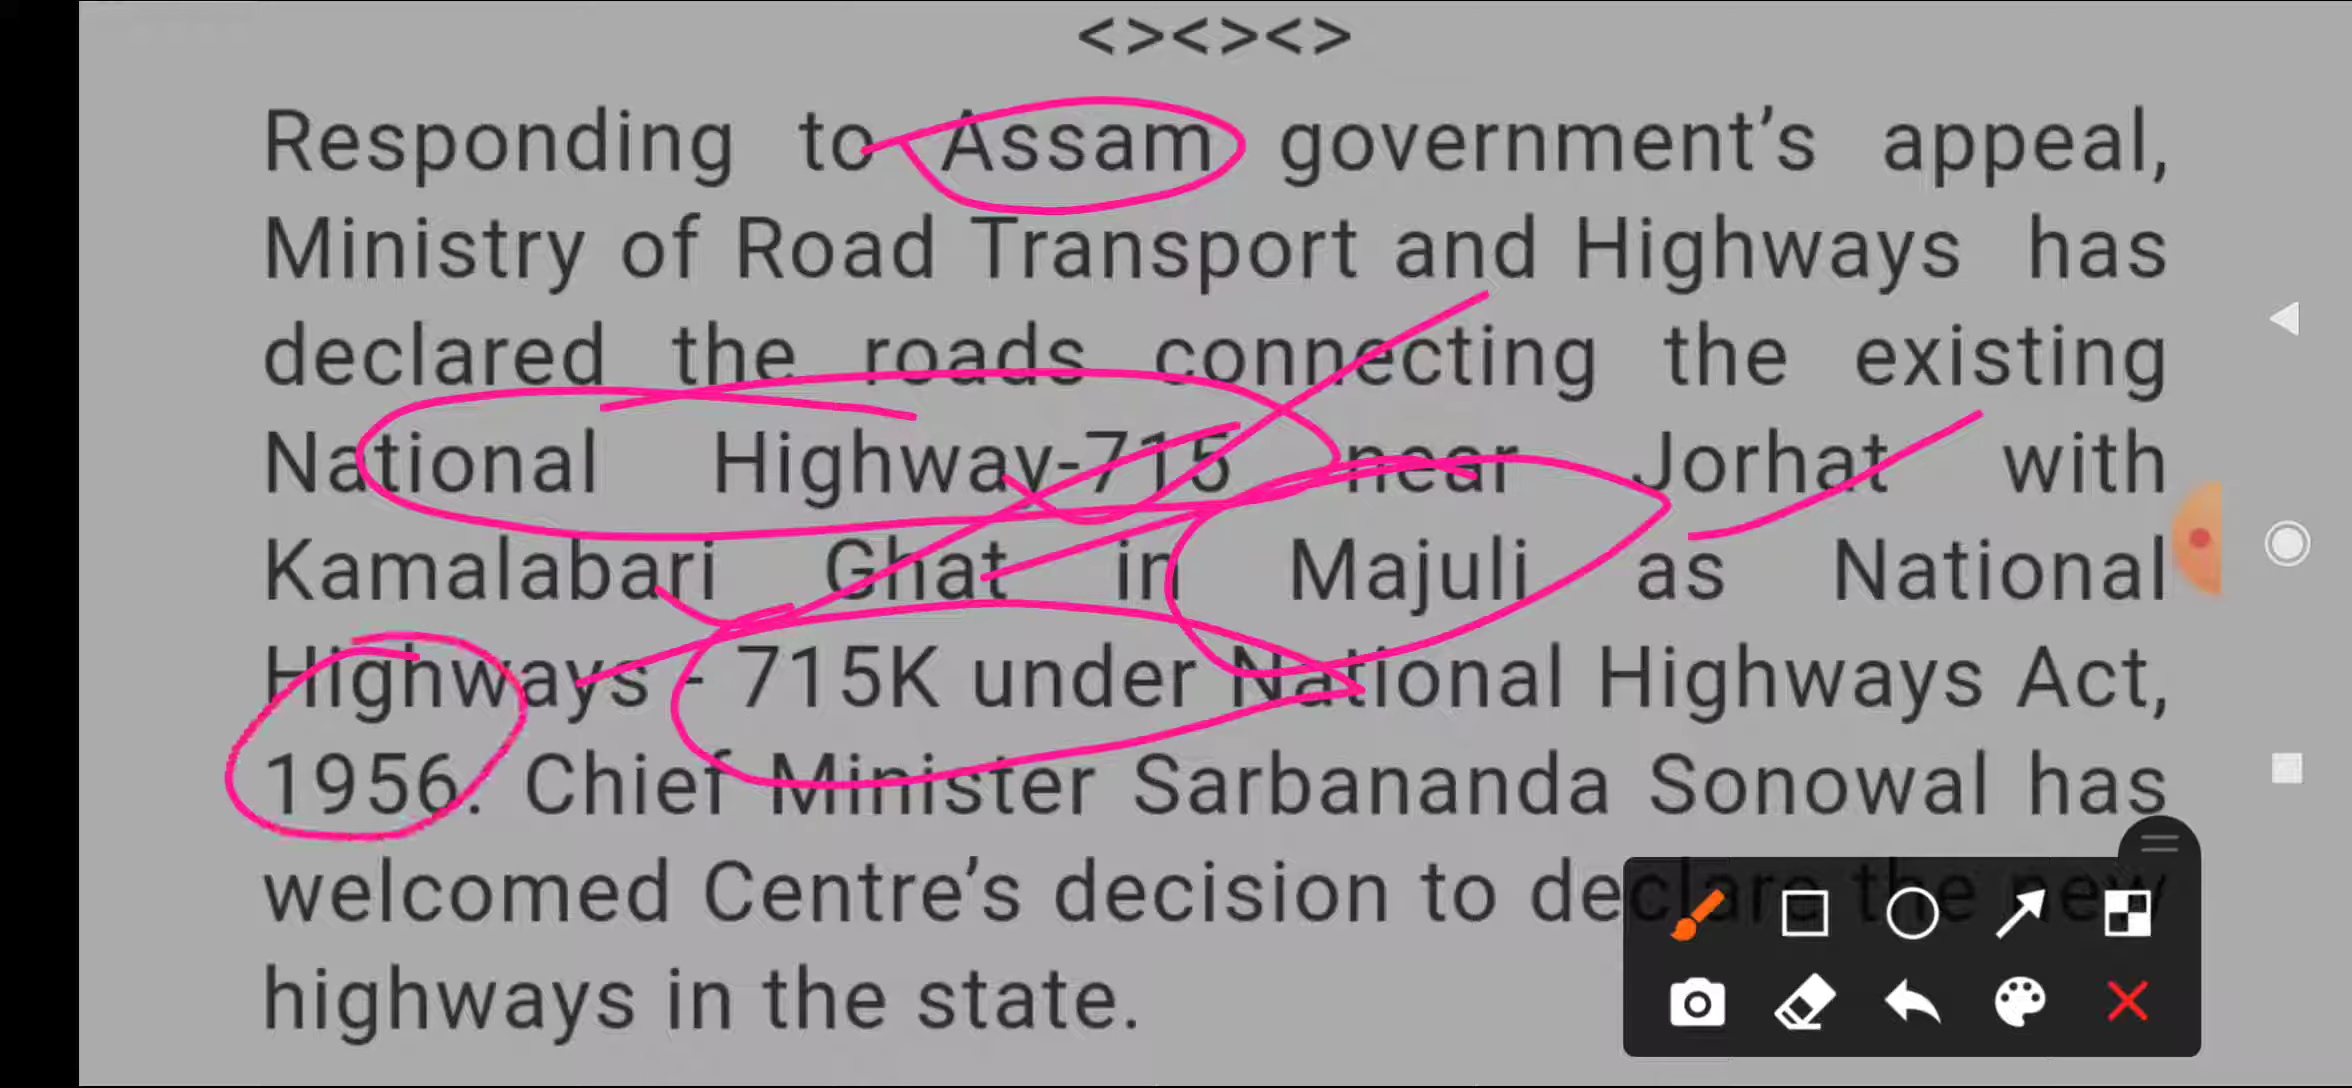 <><><>
Responding to Assam government's appeal,
Ministry of Road Transport and Highways has
declared the roads connecting the existing
National Highway-715 near Jorhat with
Kamalabari Ghat in Majuli as National
Highways - 715K under National Highways Act,
1956. Chief Minister Sarbananda Sonowal has
welcomed Centre's decision to declare the new
highways in the state.